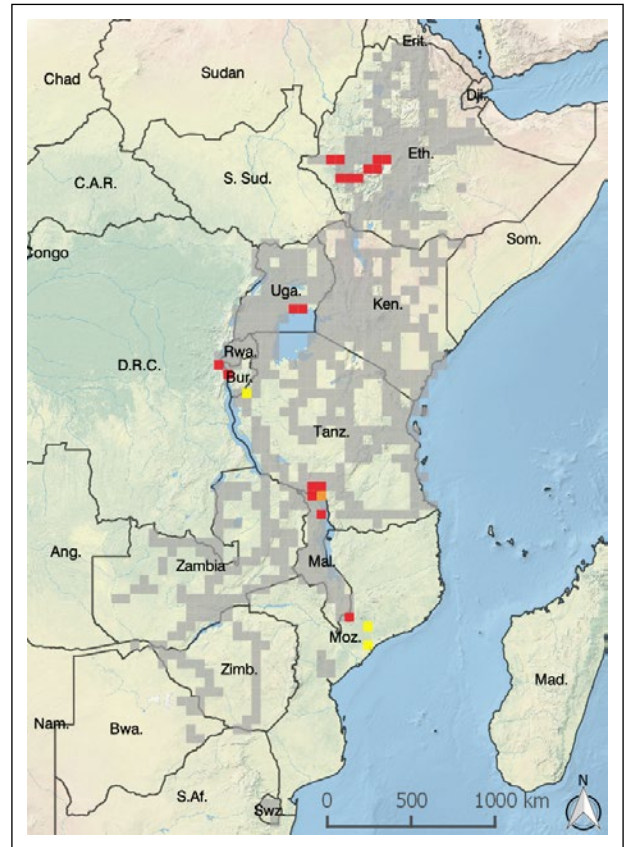 Erit.
Chad
Sudan
Dji.
Eth.
C.A.R.
S. Sud.
Som.
Congo
Uga.
Ken.
Rwa.
D.R.C.
Bur.
Tanz.
Ang.
Zambia
Mal.
Moz.
Zimb.
Mad.
Nam.
Bwa.
N
S.Af.
Swz.
0 500 1000 km